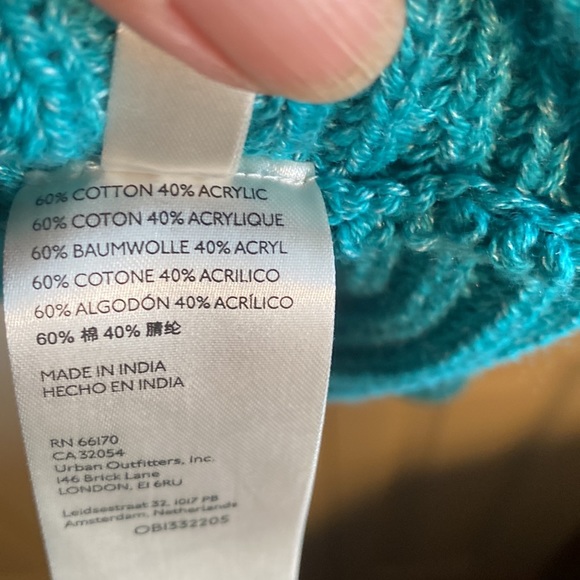 60% COTTON 40% ACRYLIC
60% COTON 40% ACRYLIQUE
60% BAUMWOLLE 40% ACRYL
60% COTONE 40% ACRILICO
60% ALGODÓN 40% ACRÍLICO
60% 棉 40% 腈纶
MADE IN INDIA
HECHO EN INDIA
RN 66170
CA 32054
Urban Outfitters, Inc.
146 Brick Lane
LONDON, E1 6RU
Leidsestraat 32, 1017 PB
Amsterdam, Netherlands
OB1332205